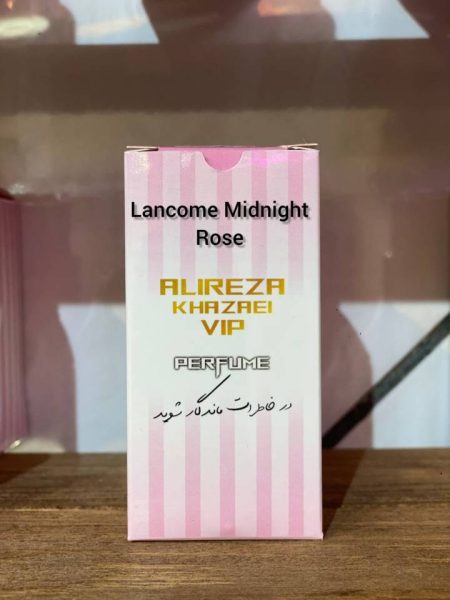 Lancome Midnight
Rose
ALIREZA
KHAZAEI
VIP
PERFUME
در خاطرات ماندگار شوید